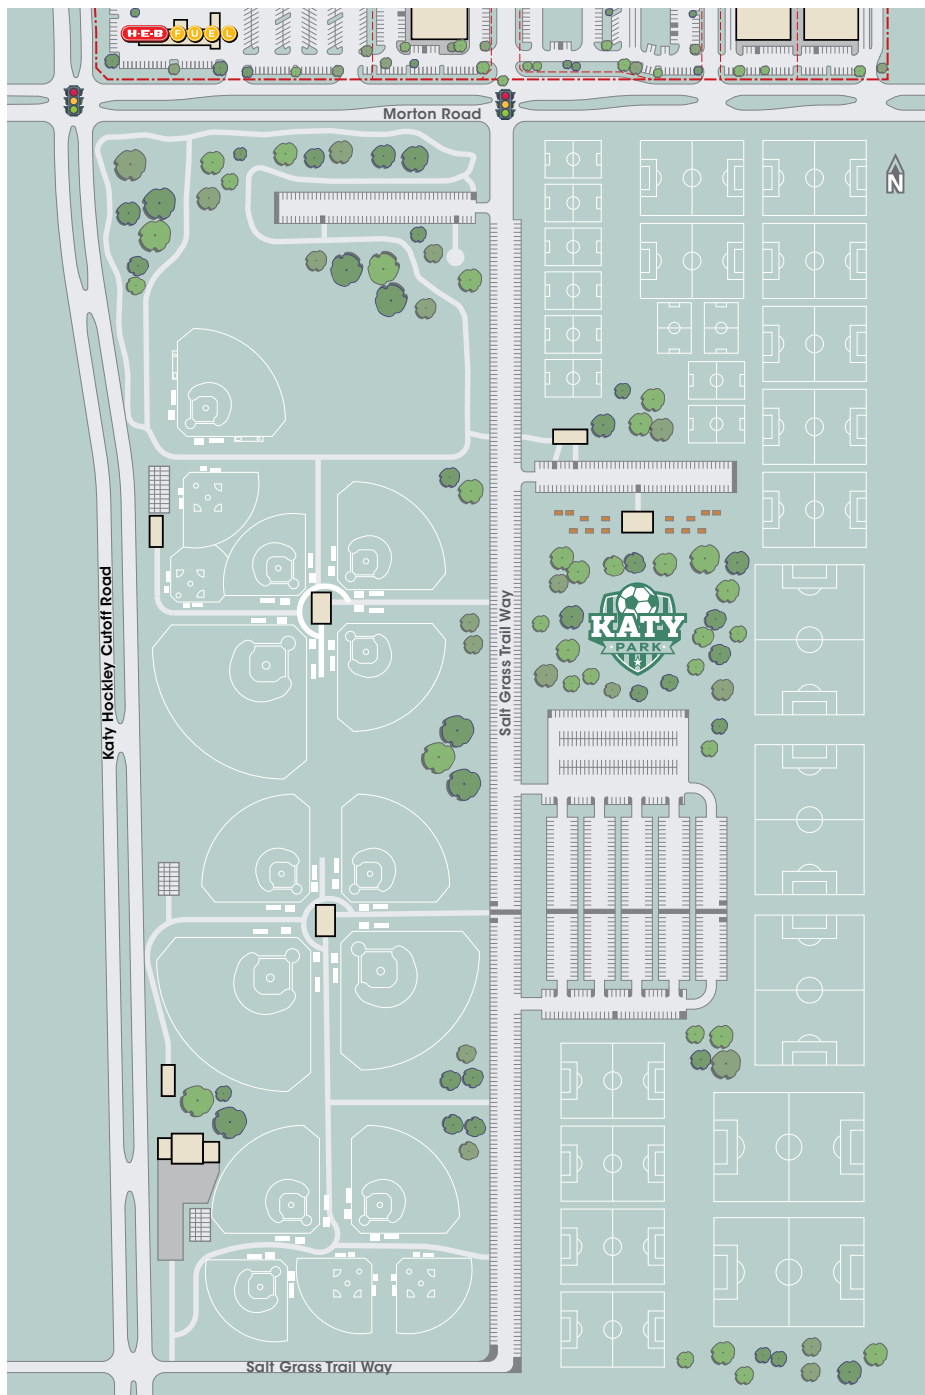 H-E-B FUEL
Morton Road
N
Katy Hockley Cutoff Road
Salt Grass Trail Way
KATY
PARK
Salt Grass Trail Way